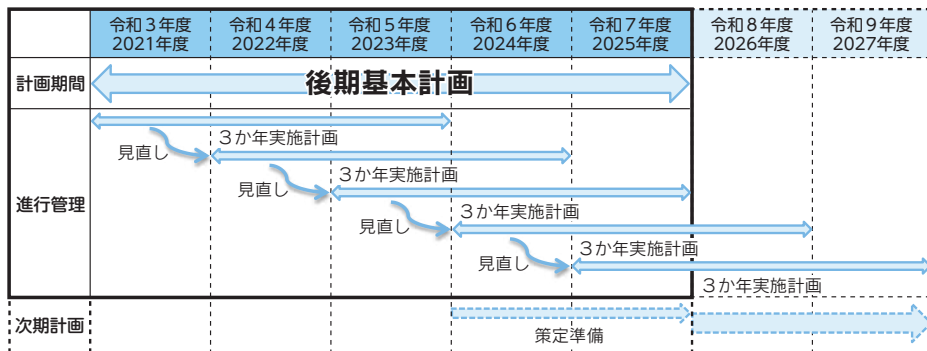 令和３年度 令和４年度 令和５年度 令和６年度 令和７年度 令和８年度 令和９年度
2021年度 2022年度 2023年度 2024年度 2025年度 2026年度 2027年度
計画期間 後期基本計画
３か年実施計画
見直し
３か年実施計画
見直し
進行管理
３か年実施計画
見直し
３か年実施計画
見直し
３か年実施計画
次期計画
策定準備